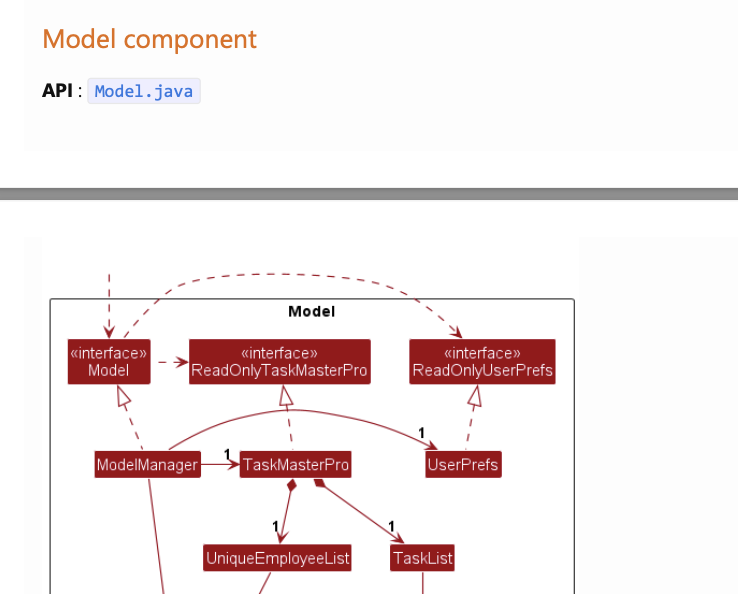 Model component
API : Model.java
Model
«interface»
Model
«interface»
ReadOnlyTaskMasterPro
«interface»
ReadOnlyUserPrefs
1
ModelManager
1
TaskMasterPro
UserPrefs
1
1
UniqueEmployeeList
TaskList